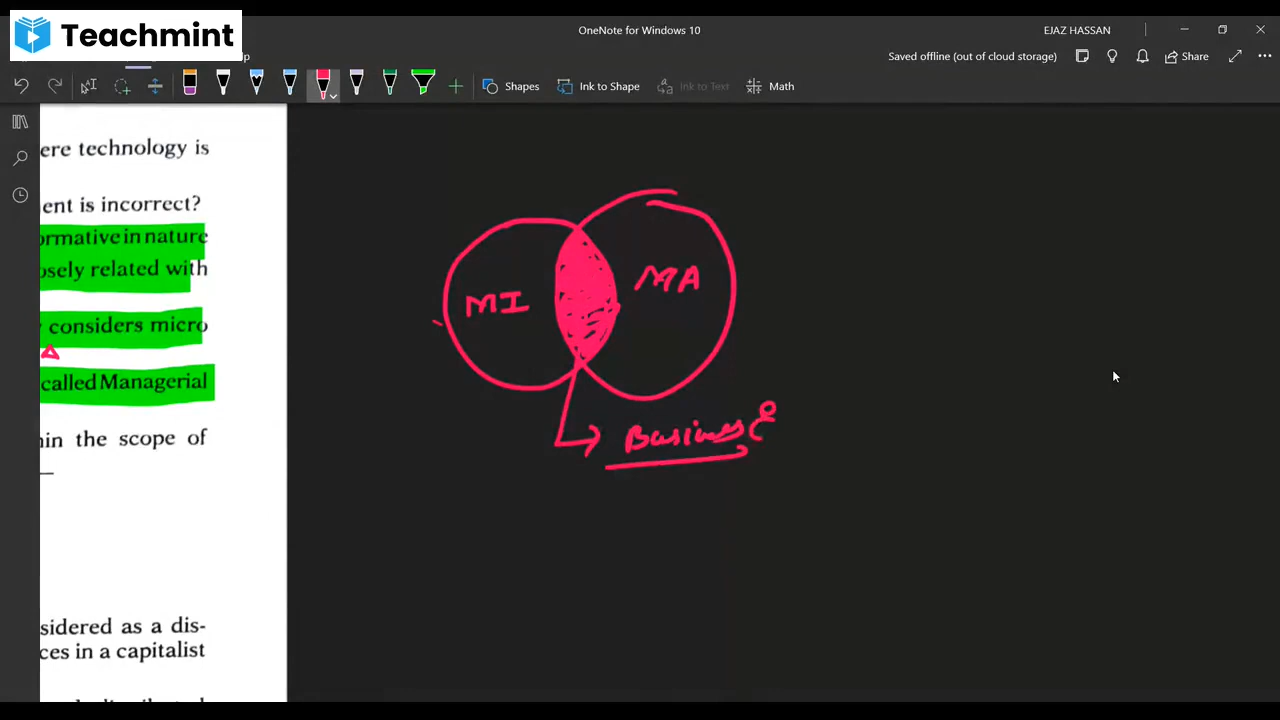 Teachmint
OneNote for Windows 10
EJAZ HASSAN
lp
Saved offline (out of cloud storage)
Share
Shapes
Ink to Shape
Ink to Text
Math
ere technology is
ent is incorrect?
ormative in nature
osely related with
considers micro
called Managerial
in the scope of
sidered as a dis-
ces in a capitalist
MI
MA
Business E